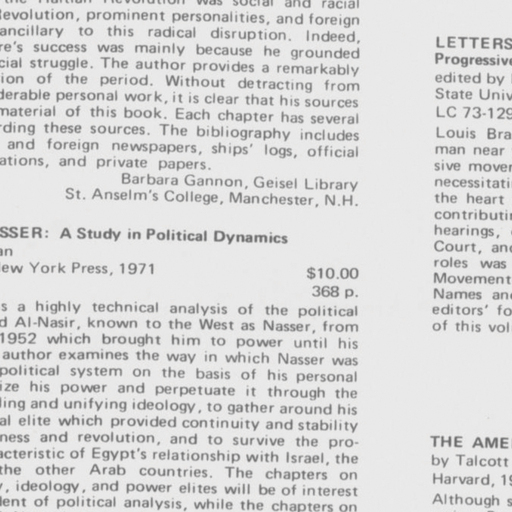 the Haitian Revolution was social and racial
Revolution, prominent personalities, and foreign
ancillary to this radical disruption. Indeed,
re's success was mainly because he grounded
cial struggle. The author provides a remarkably
ion of the period. Without detracting from
derable personal work, it is clear that his sources
material of this book. Each chapter has several
rding these sources. The bibliography includes
and foreign newspapers, ships' logs, official
ations, and private papers.
Barbara Gannon, Geisel Library
St. Anselm's College, Manchester, N.H.
SSER: A Study in Political Dynamics
an
New York Press, 1971
$10.00
368 p.
s a highly technical analysis of the political
d Al-Nasir, known to the West as Nasser, from
1952 which brought him to power until his
author examines the way in which Nasser was
political system on the basis of his personal
ize his power and perpetuate it through the
ling and unifying ideology, to gather around his
al elite which provided continuity and stability
ness and revolution, and to survive the pro-
acteristic of Egypt's relationship with Israel, the
the other Arab countries. The chapters on
y, ideology, and power elites will be of interest
dent of political analysis, while the chapters on
LETTERS
Progressive
edited by
State Univ
LC 73-129
Louis Bra
man near
sive mover
necessitati
the heart
contributin
hearings,
Court, and
roles was
Movement
Names and
editors' fo
of this vol
THE AME
by Talcott
Harvard, 19
Although s